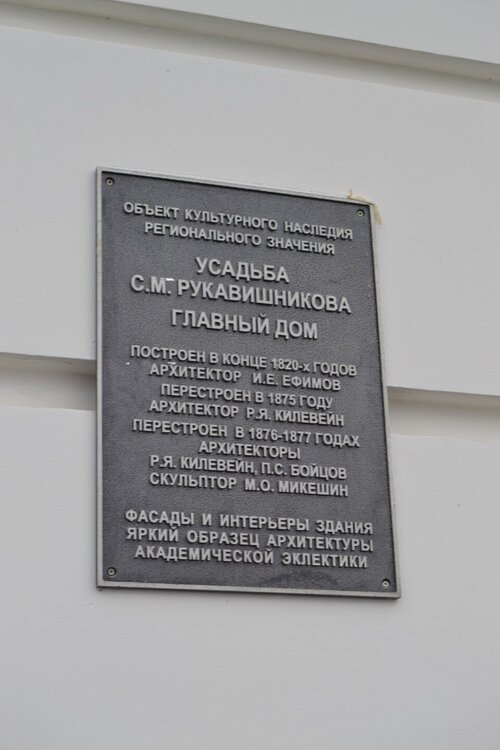 ОБЪЕКТ КУЛЬТУРНОГО НАСЛЕДИЯ
РЕГИОНАЛЬНОГО ЗНАЧЕНИЯ
УСАДЬБА
С.М. РУКАВИШНИКОВА
ГЛАВНЫЙ ДОМ
ПОСТРОЕН В КОНЦЕ 1820-х ГОДОВ
АРХИТЕКТОР И.Е. ЕФИМОВ
ПЕРЕСТРОЕН В 1875 ГОДУ
АРХИТЕКТОР Р.Я. КИЛЕВЕЙН
ПЕРЕСТРОЕН В 1876-1877 ГОДАХ
АРХИТЕКТОРЫ
Р.Я. КИЛЕВЕЙН, П.С. БОЙЦОВ
СКУЛЬПТОР М.О. МИКЕШИН
ФАСАДЫ И ИНТЕРЬЕРЫ ЗДАНИЯ
ЯРКИЙ ОБРАЗЕЦ АРХИТЕКТУРЫ
АКАДЕМИЧЕСКОЙ ЭКЛЕКТИКИ